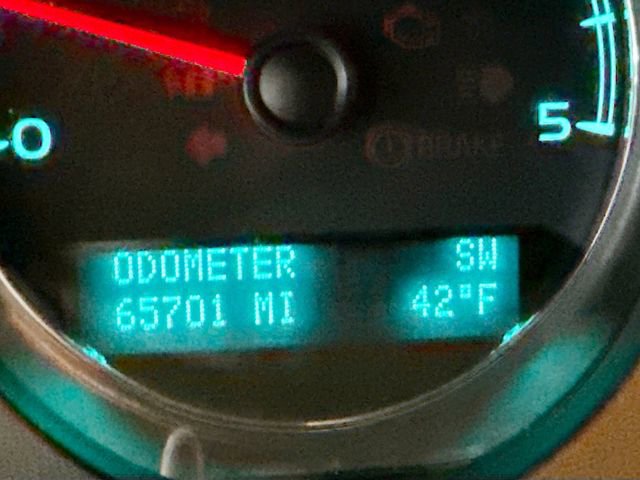 0
5
BRAKE
ODOMETER SW
65701 MI 42°F